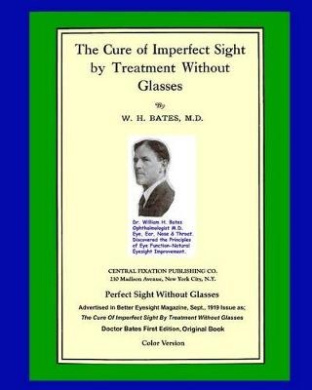 The Cure of Imperfect Sight
by Treatment Without
Glasses
By
W. H. BATES, M.D.
Dr. William H. Bates
Ophthalmologist M.D.
Eye, Ear, Nose & Throat.
Discovered the Principles
of Eye Function-Natural
Eyesight Improvement.
CENTRAL FIXATION PUBLISHING CO.
210 Madison Avenue, New York City, N.Y.
Perfect Sight Without Glasses
Advertised in Better Eyesight Magazine, Sept., 1919 Issue as;
The Cure Of Imperfect Sight By Treatment Without Glasses
Doctor Bates First Edition, Original Book
Color Version